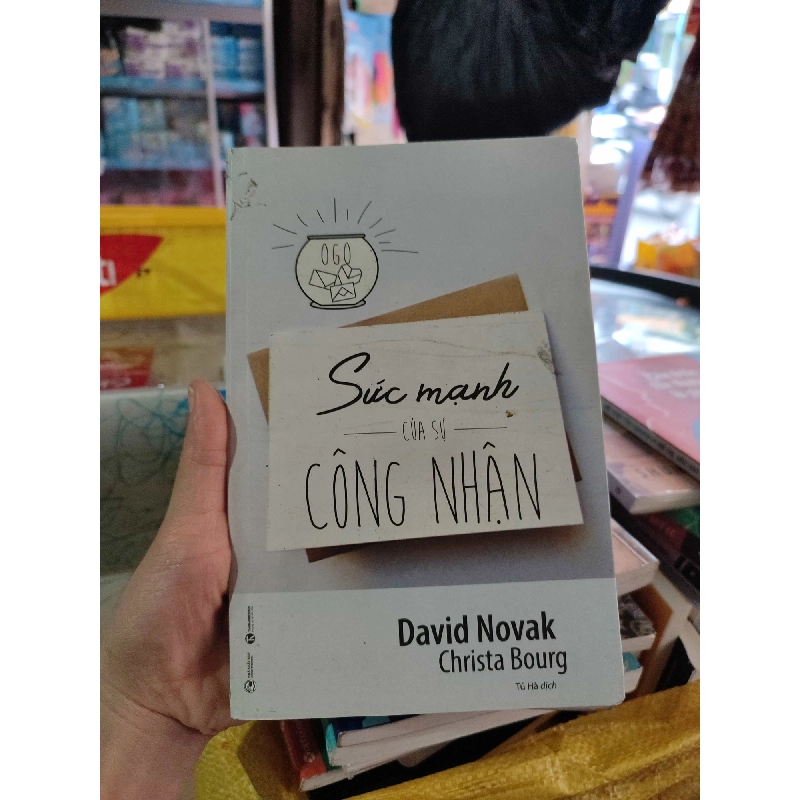 OGO
Sức mạnh
CỦA SỰ
CÔNG NHẬN
David Novak
Christa Bourg
Tú Hà dịch